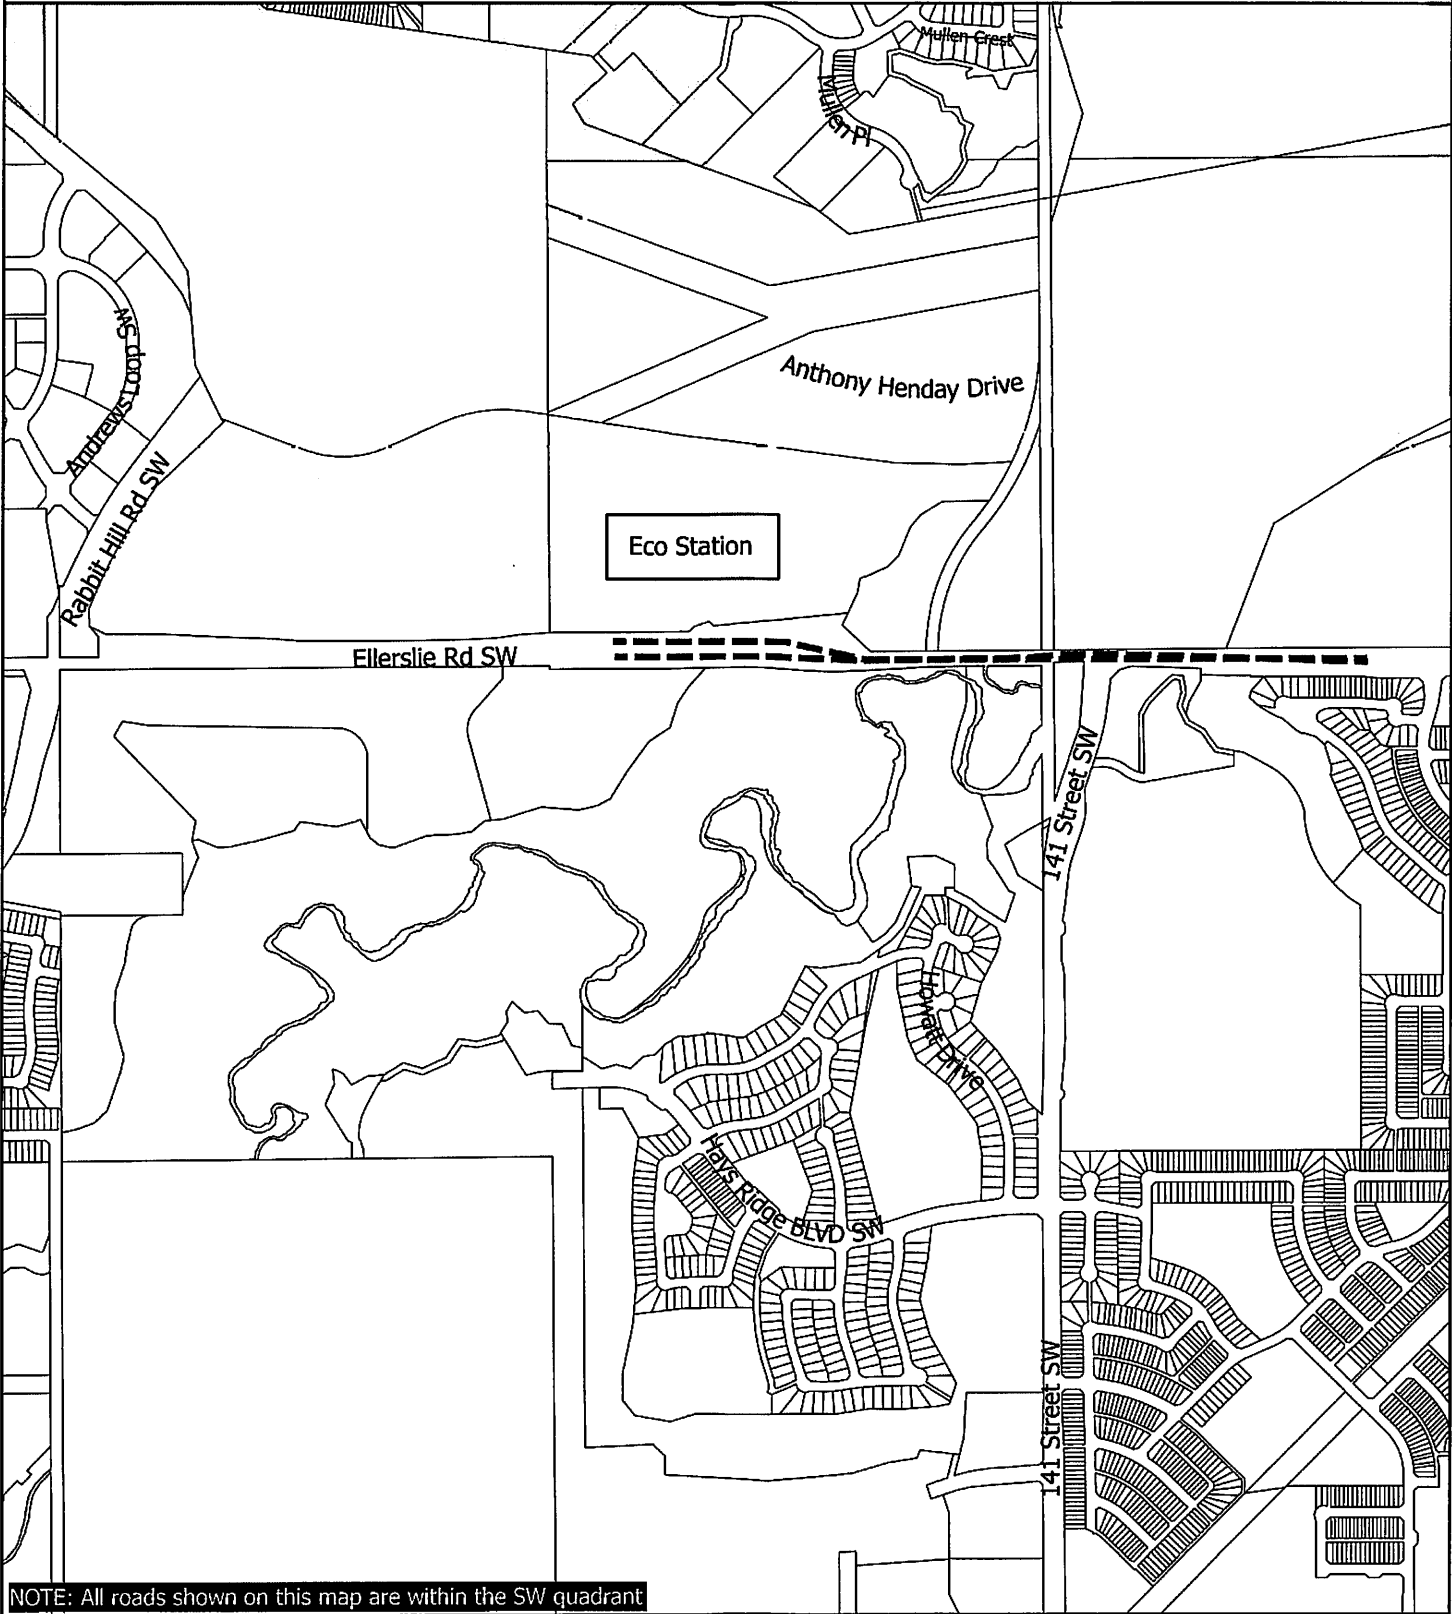 Mullen Crest
Mullen Pl
Andrews Loop SW
Anthony Henday Drive
Rabbit Hill Rd SW
Eco Station
Ellerslie Rd SW
141 Street SW
Howatt Drive
Hays Ridge BLVD SW
141 Street SW
NOTE: All roads shown on this map are within the SW quadrant